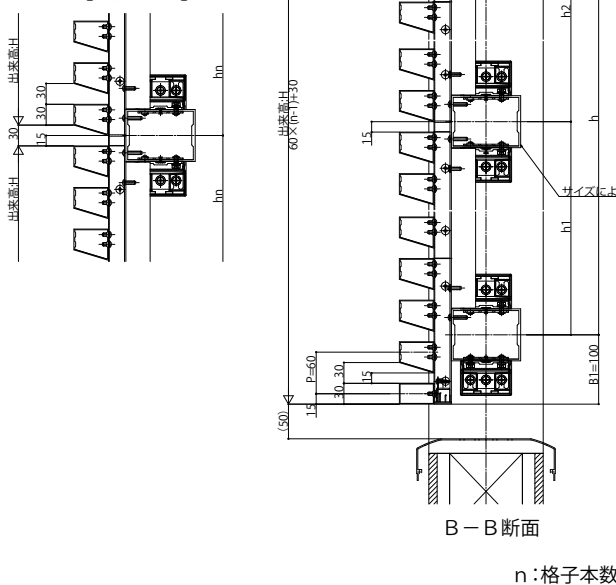 出来高:H
30
30
30
15
出来高:H
hn
hn
出来高:H
60×(n-1)+30
15
h2
h
サイズによ
h1
P=60
30
15
30
15
(50)
B1=100
B－B断面
n：格子本数